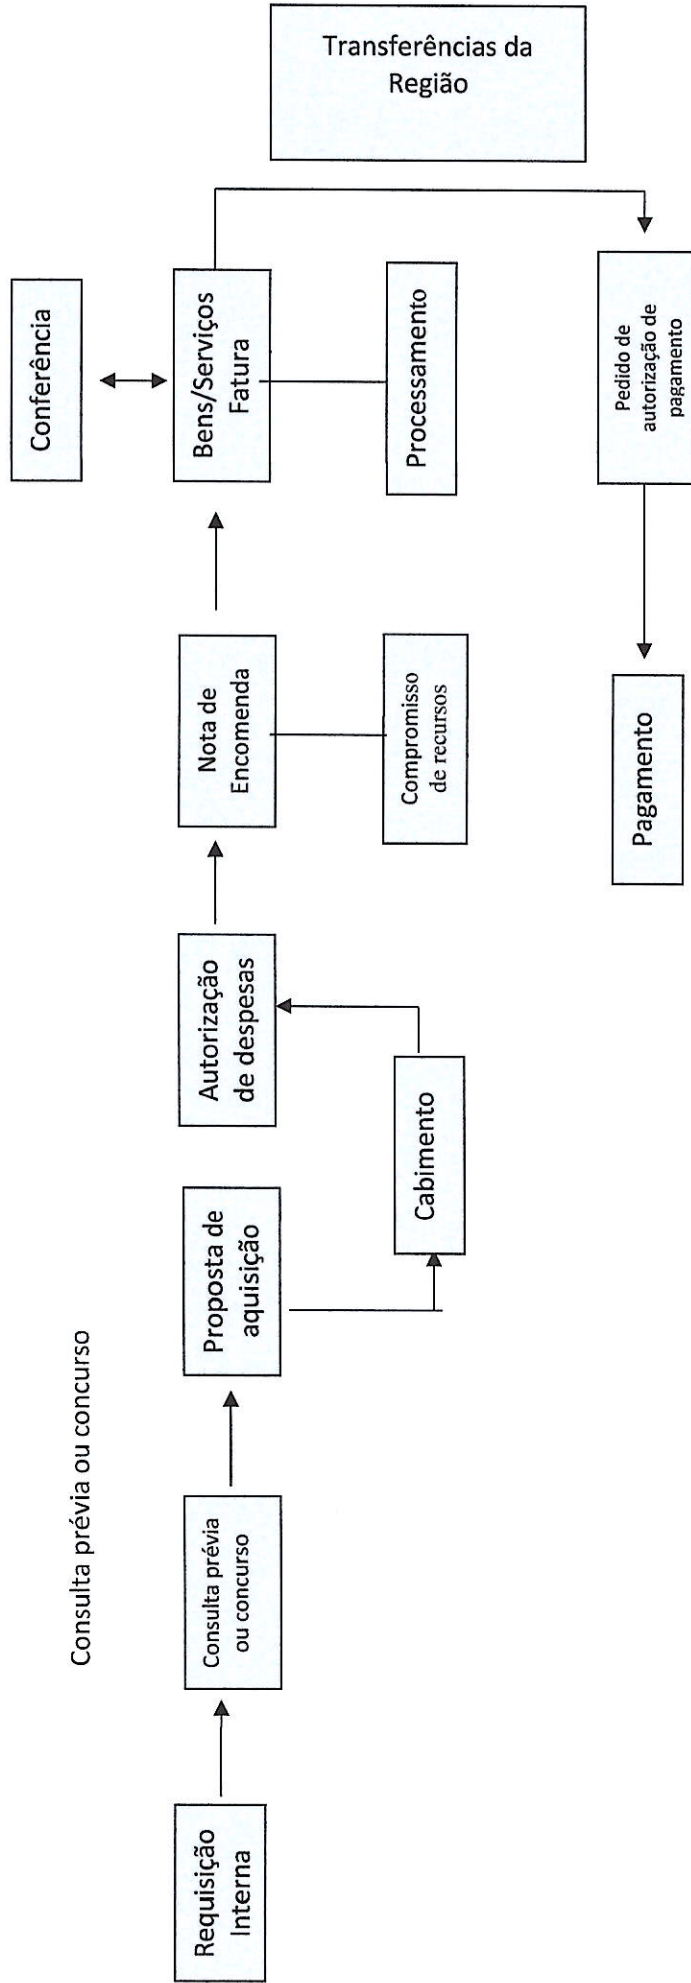 Consulta prévia ou concurso
Requisição
Interna
Consulta prévia
ou concurso
Proposta de
aquisição
Cabimento
Autorização
de despesas
Nota de
Encomenda
Compromisso
de recursos
Conferência
Bens/Serviços
Fatura
Processamento
Transferências da
Região
Pedido de
autorização de
pagamento
Pagamento